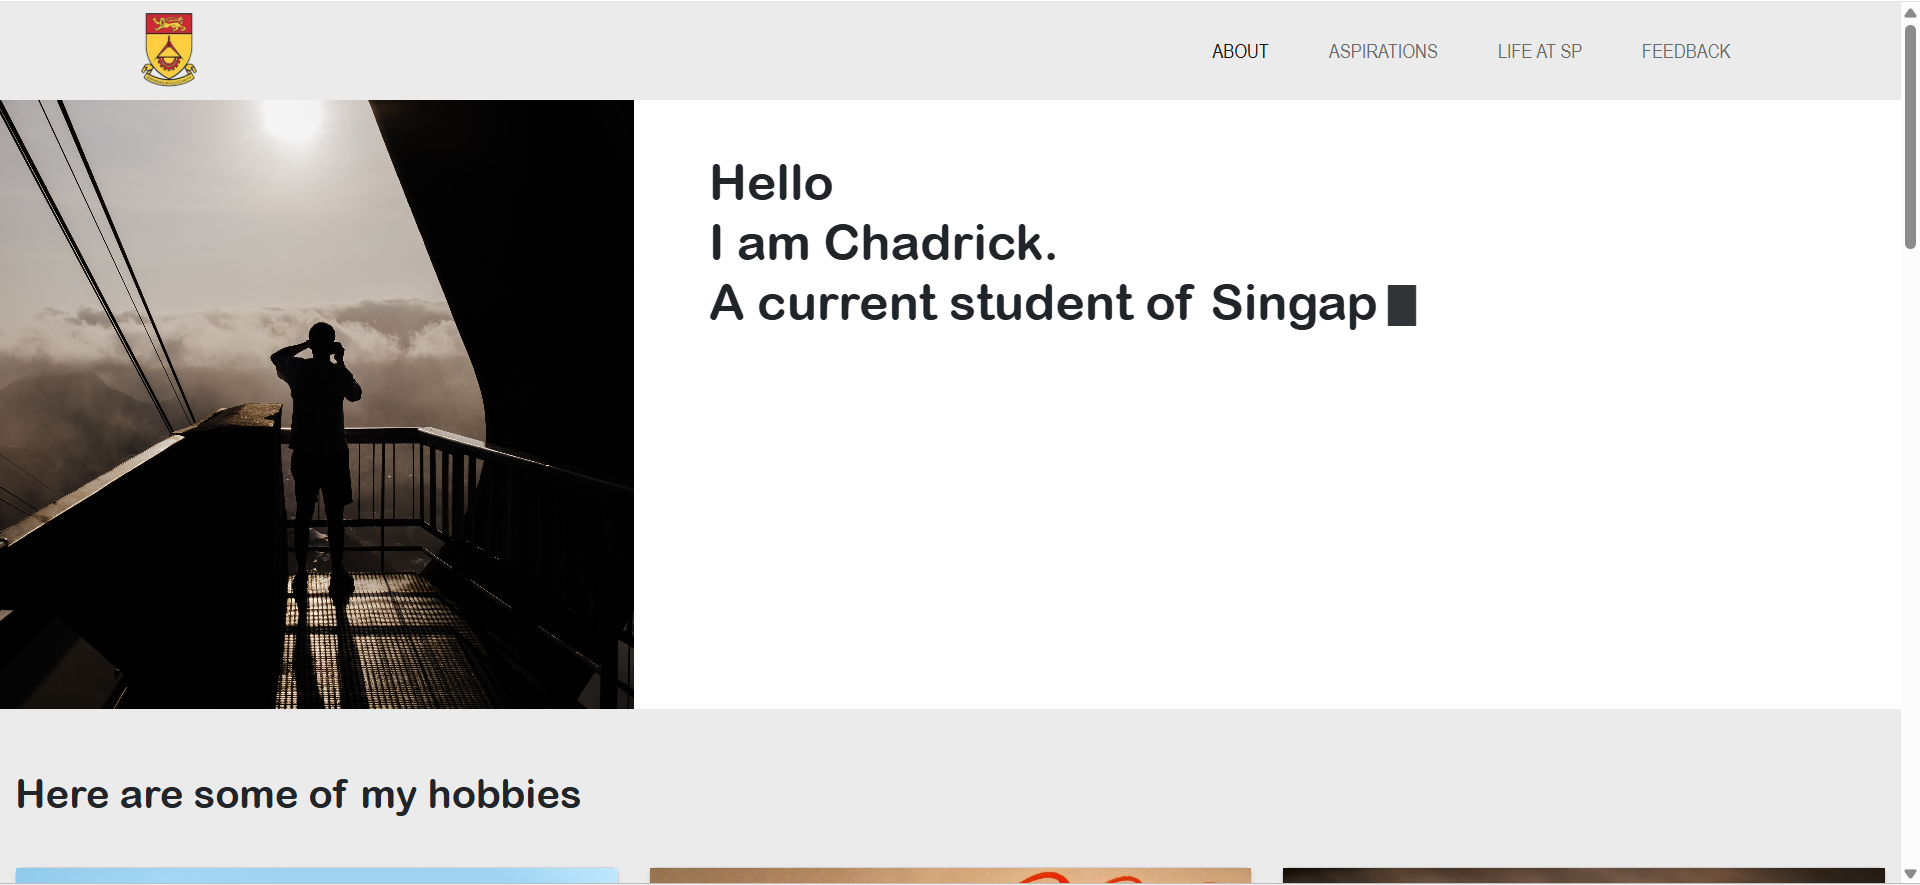 ABOUT ASPIRATIONS LIFE AT SP FEEDBACK
Hello
I am Chadrick.
A current student of Singap
Here are some of my hobbies